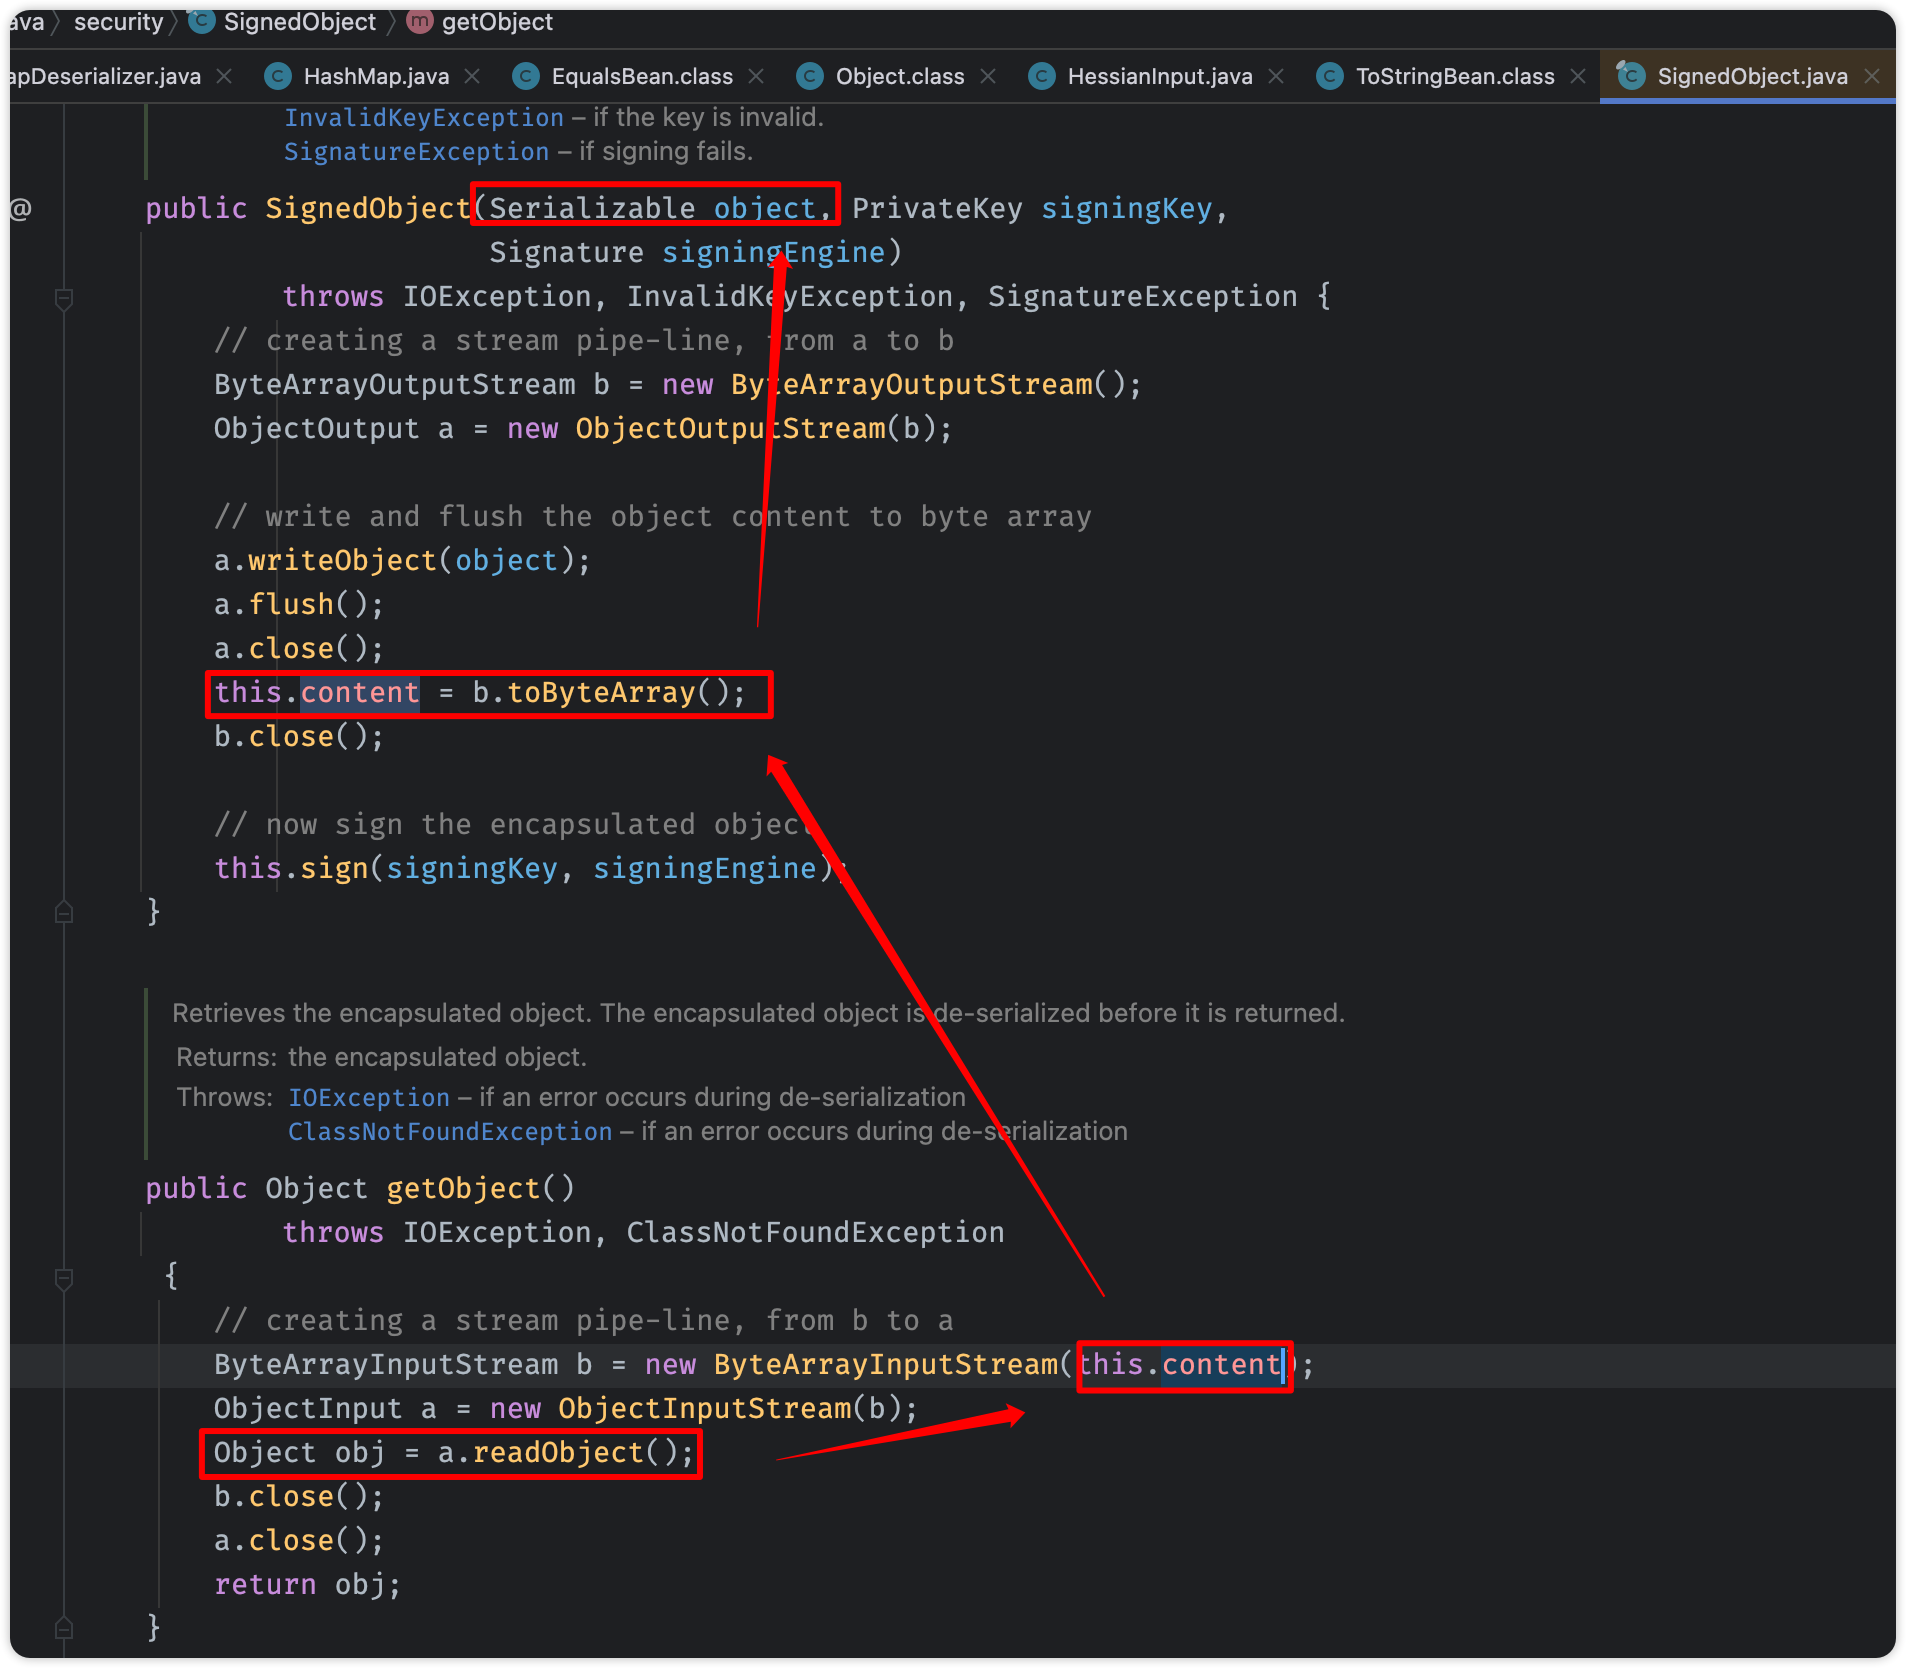 ava security SignedObject getObject
apDeserializer.java HashMap.java EqualsBean.class Object.class HessianInput.java ToStringBean.class SignedObject.java
InvalidKeyException – if the key is invalid.
SignatureException – if signing fails.
@ public SignedObject(Serializable object, PrivateKey signingKey,
Signature signingEngine)
throws IOException, InvalidKeyException, SignatureException {
// creating a stream pipe-line, from a to b
ByteArrayOutputStream b = new ByteArrayOutputStream();
ObjectOutput a = new ObjectOutputStream(b);
// write and flush the object content to byte array
a.writeObject(object);
a.flush();
a.close();
this.content = b.toByteArray();
b.close();
// now sign the encapsulated object
this.sign(signingKey, signingEngine);
}
Retrieves the encapsulated object. The encapsulated object is de-serialized before it is returned.
Returns: the encapsulated object.
Throws: IOException – if an error occurs during de-serialization
ClassNotFoundException – if an error occurs during de-serialization
public Object getObject()
throws IOException, ClassNotFoundException
{
// creating a stream pipe-line, from b to a
ByteArrayInputStream b = new ByteArrayInputStream(this.content);
ObjectInput a = new ObjectInputStream(b);
Object obj = a.readObject();
b.close();
a.close();
return obj;
}